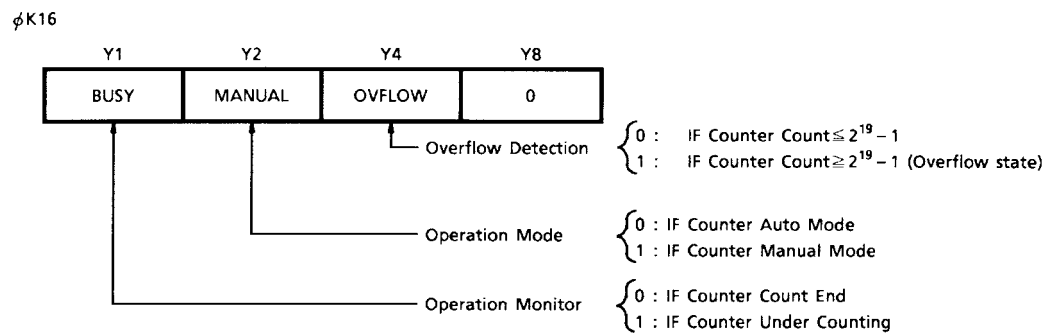 φK16
Y1 Y2 Y4 Y8
BUSY MANUAL OVFLOW 0
Overflow Detection
0 : IF Counter Count≦2¹⁹−1
1 : IF Counter Count≧2¹⁹−1 (Overflow state)
Operation Mode
0 : IF Counter Auto Mode
1 : IF Counter Manual Mode
Operation Monitor
0 : IF Counter Count End
1 : IF Counter Under Counting